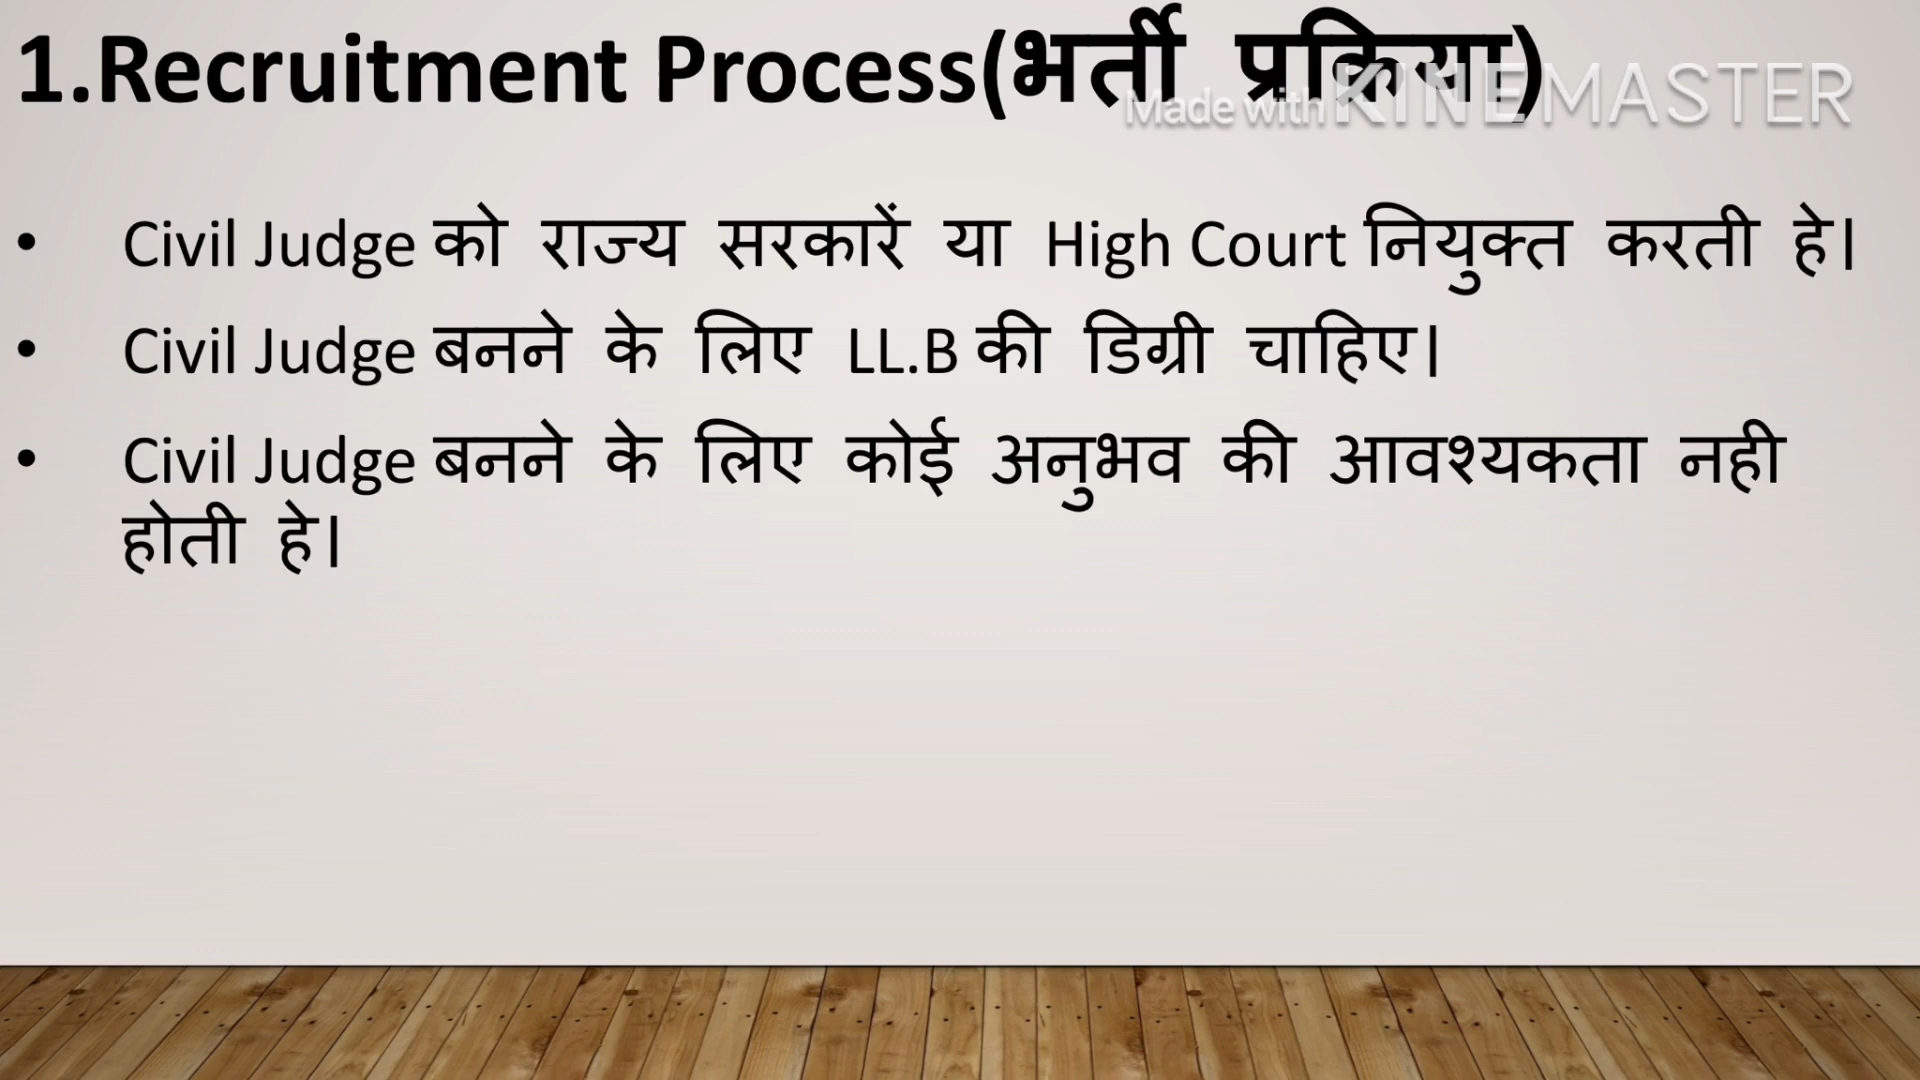 1.Recruitment Process(भर्ती प्रक्रिया)
Made with KINEMASTER
• Civil Judge को राज्य सरकारें या High Court नियुक्त करती हे।
• Civil Judge बनने के लिए LL.B की डिग्री चाहिए।
• Civil Judge बनने के लिए कोई अनुभव की आवश्यकता नही
होती हे।